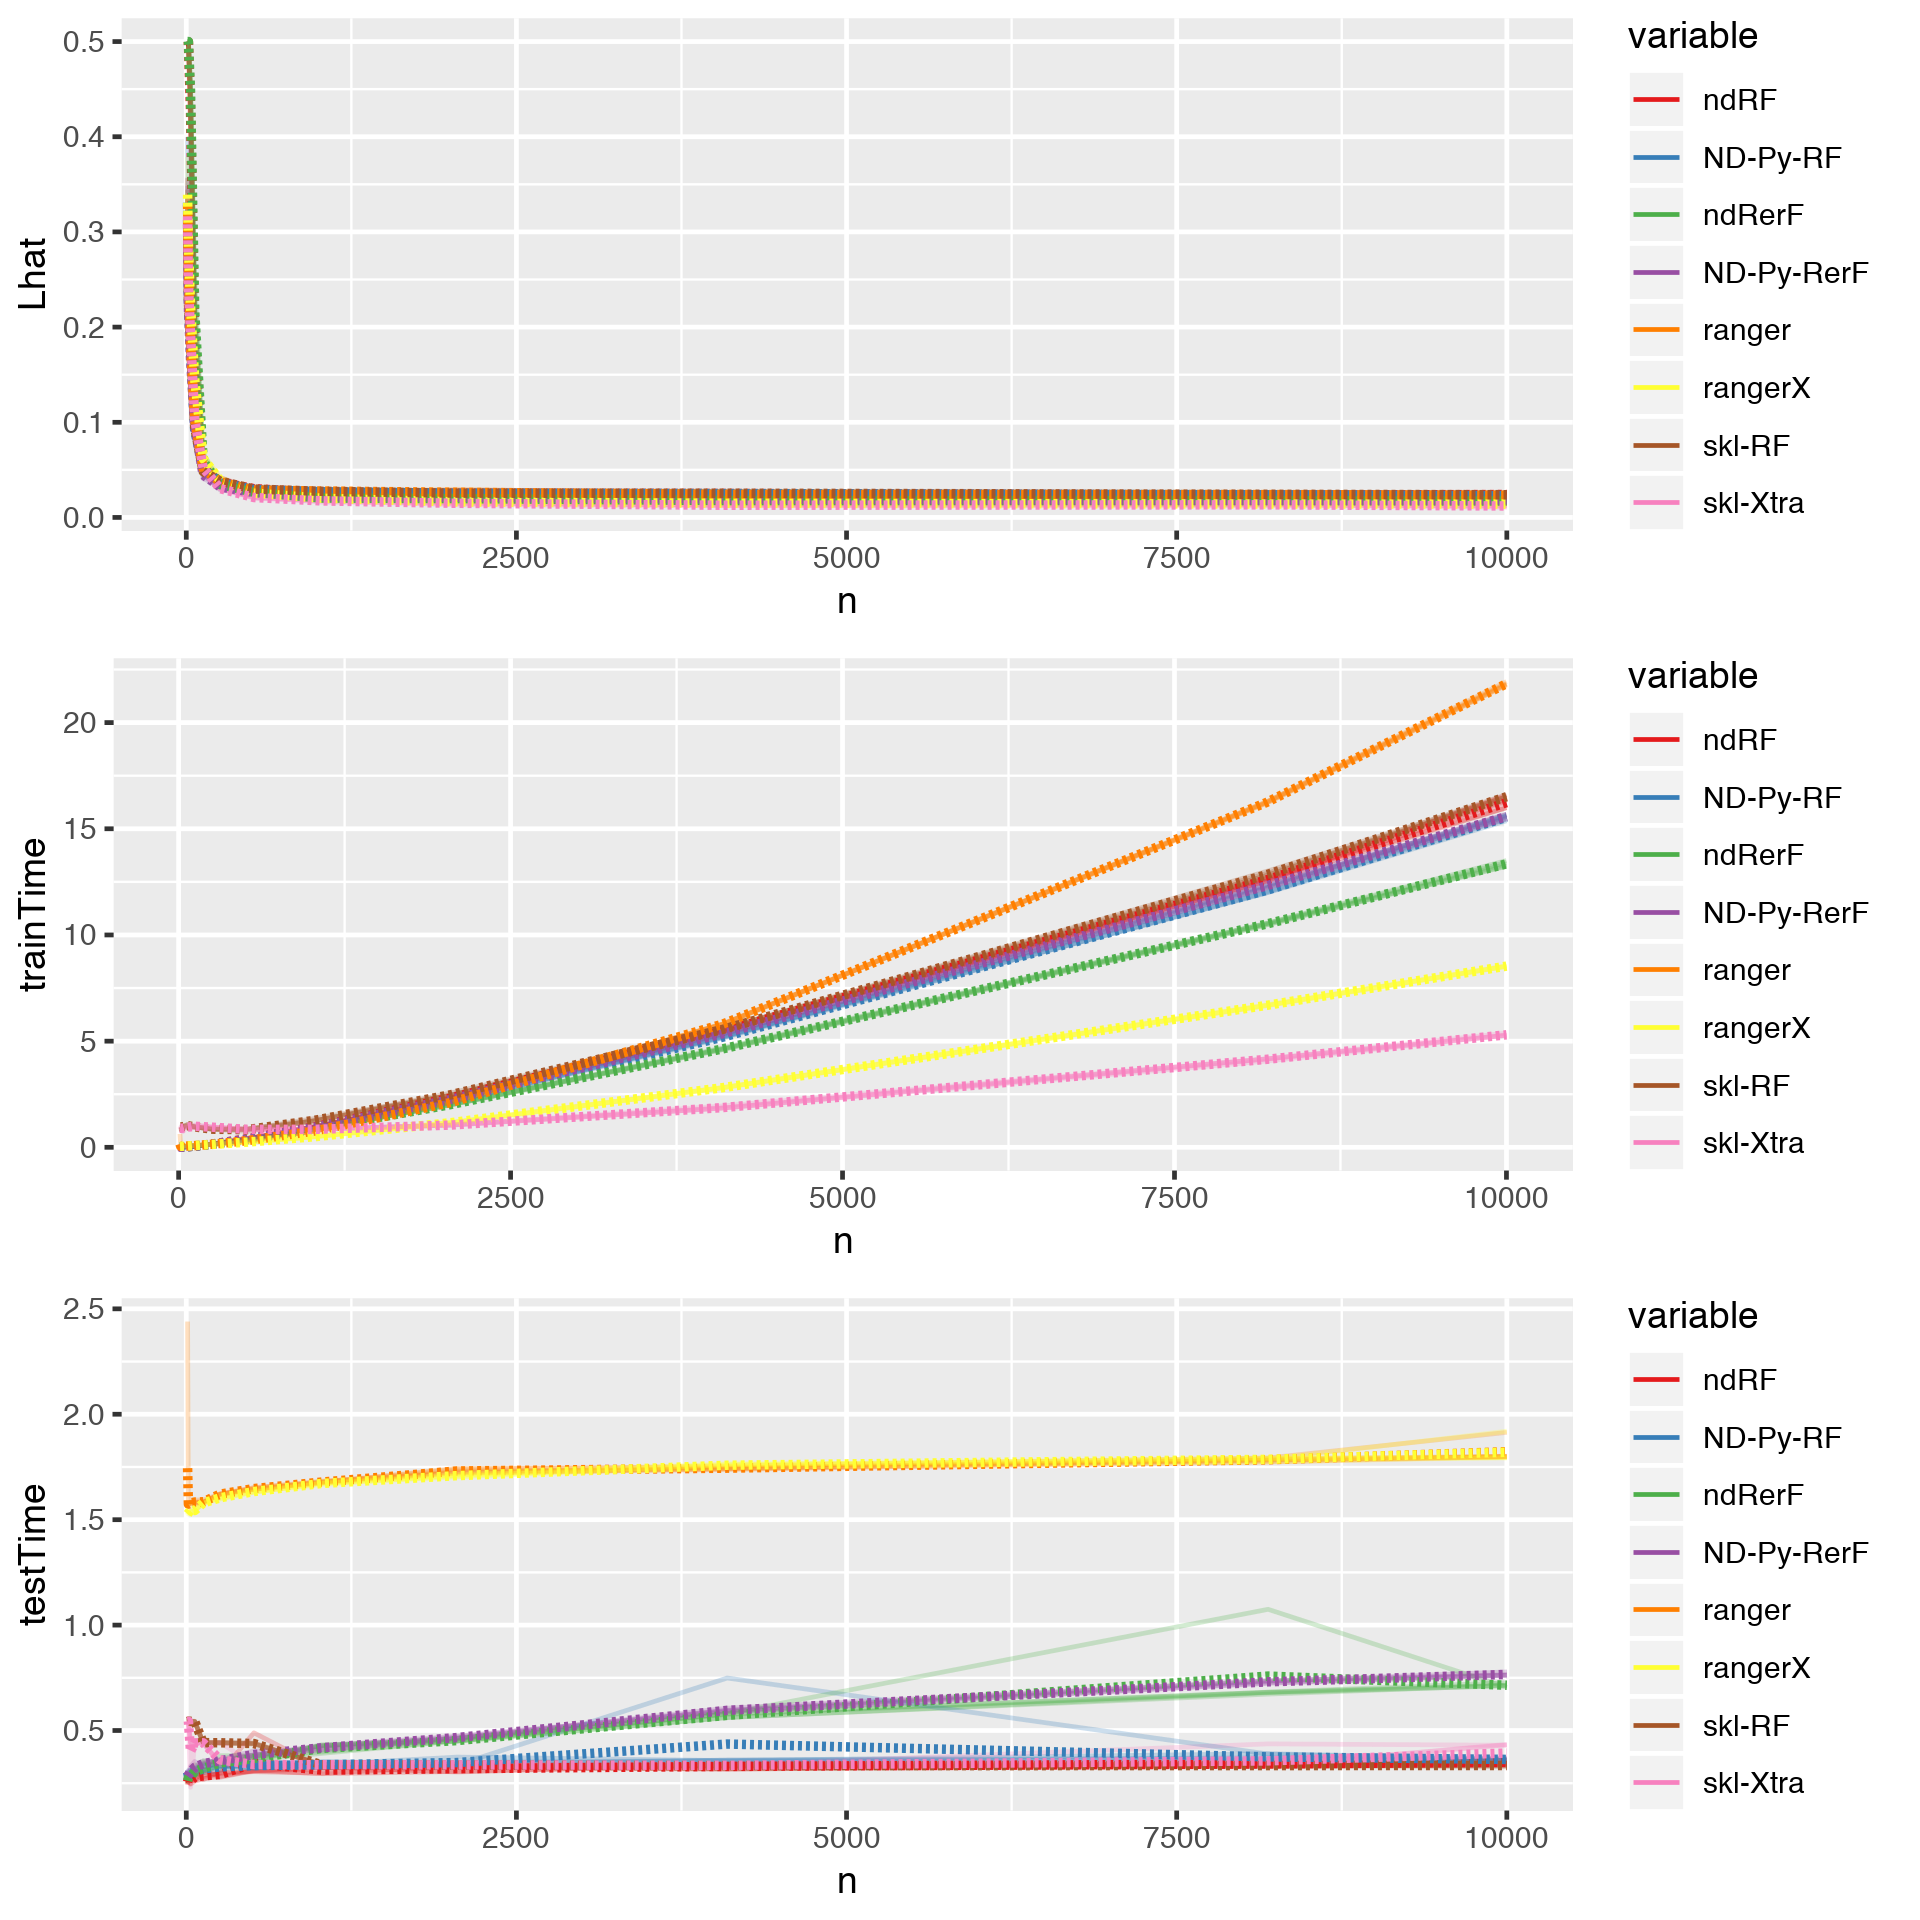 variable
0.5
0.4
0.3
0.2
0.1
0.0
Lhat
0 2500 5000 7500 10000
n
ndRF
ND-Py-RF
ndRerF
ND-Py-RerF
ranger
rangerX
skl-RF
skl-Xtra
variable
20
15
10
5
0
trainTime
0 2500 5000 7500 10000
n
ndRF
ND-Py-RF
ndRerF
ND-Py-RerF
ranger
rangerX
skl-RF
skl-Xtra
variable
2.5
2.0
1.5
1.0
0.5
testTime
0 2500 5000 7500 10000
n
ndRF
ND-Py-RF
ndRerF
ND-Py-RerF
ranger
rangerX
skl-RF
skl-Xtra